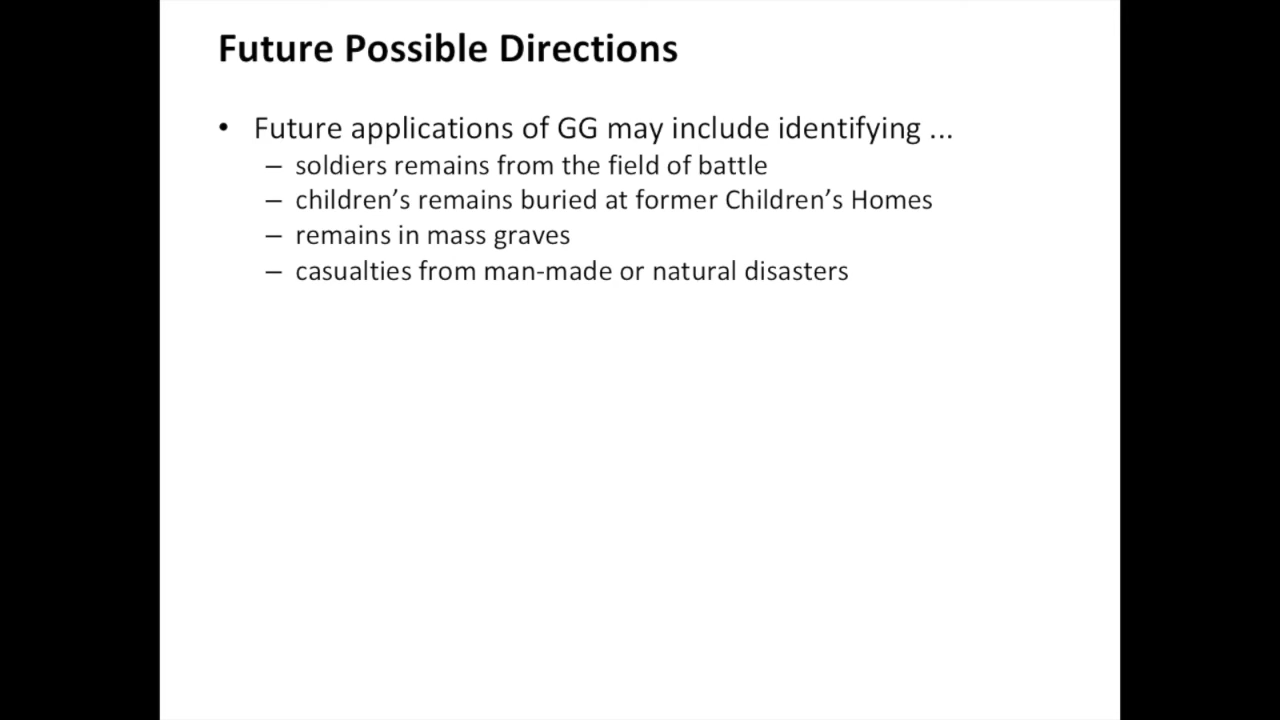 Future Possible Directions
• Future applications of GG may include identifying ...
– soldiers remains from the field of battle
– children’s remains buried at former Children’s Homes
– remains in mass graves
– casualties from man-made or natural disasters